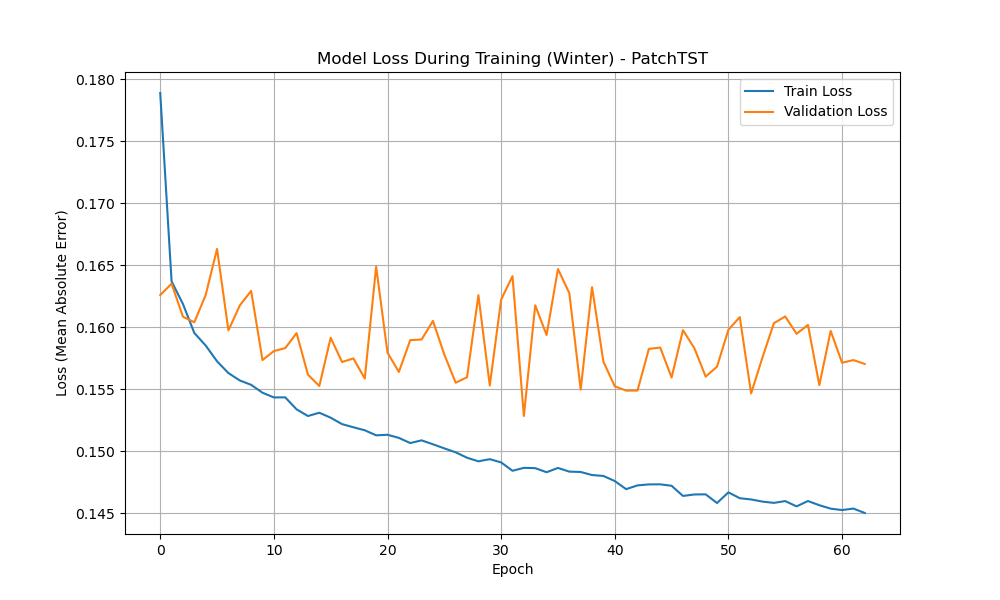 Model Loss During Training (Winter) - PatchTST
Train Loss
Validation Loss
Loss (Mean Absolute Error)
0.180
0.175
0.170
0.165
0.160
0.155
0.150
0.145
0 10 20 30 40 50 60
Epoch